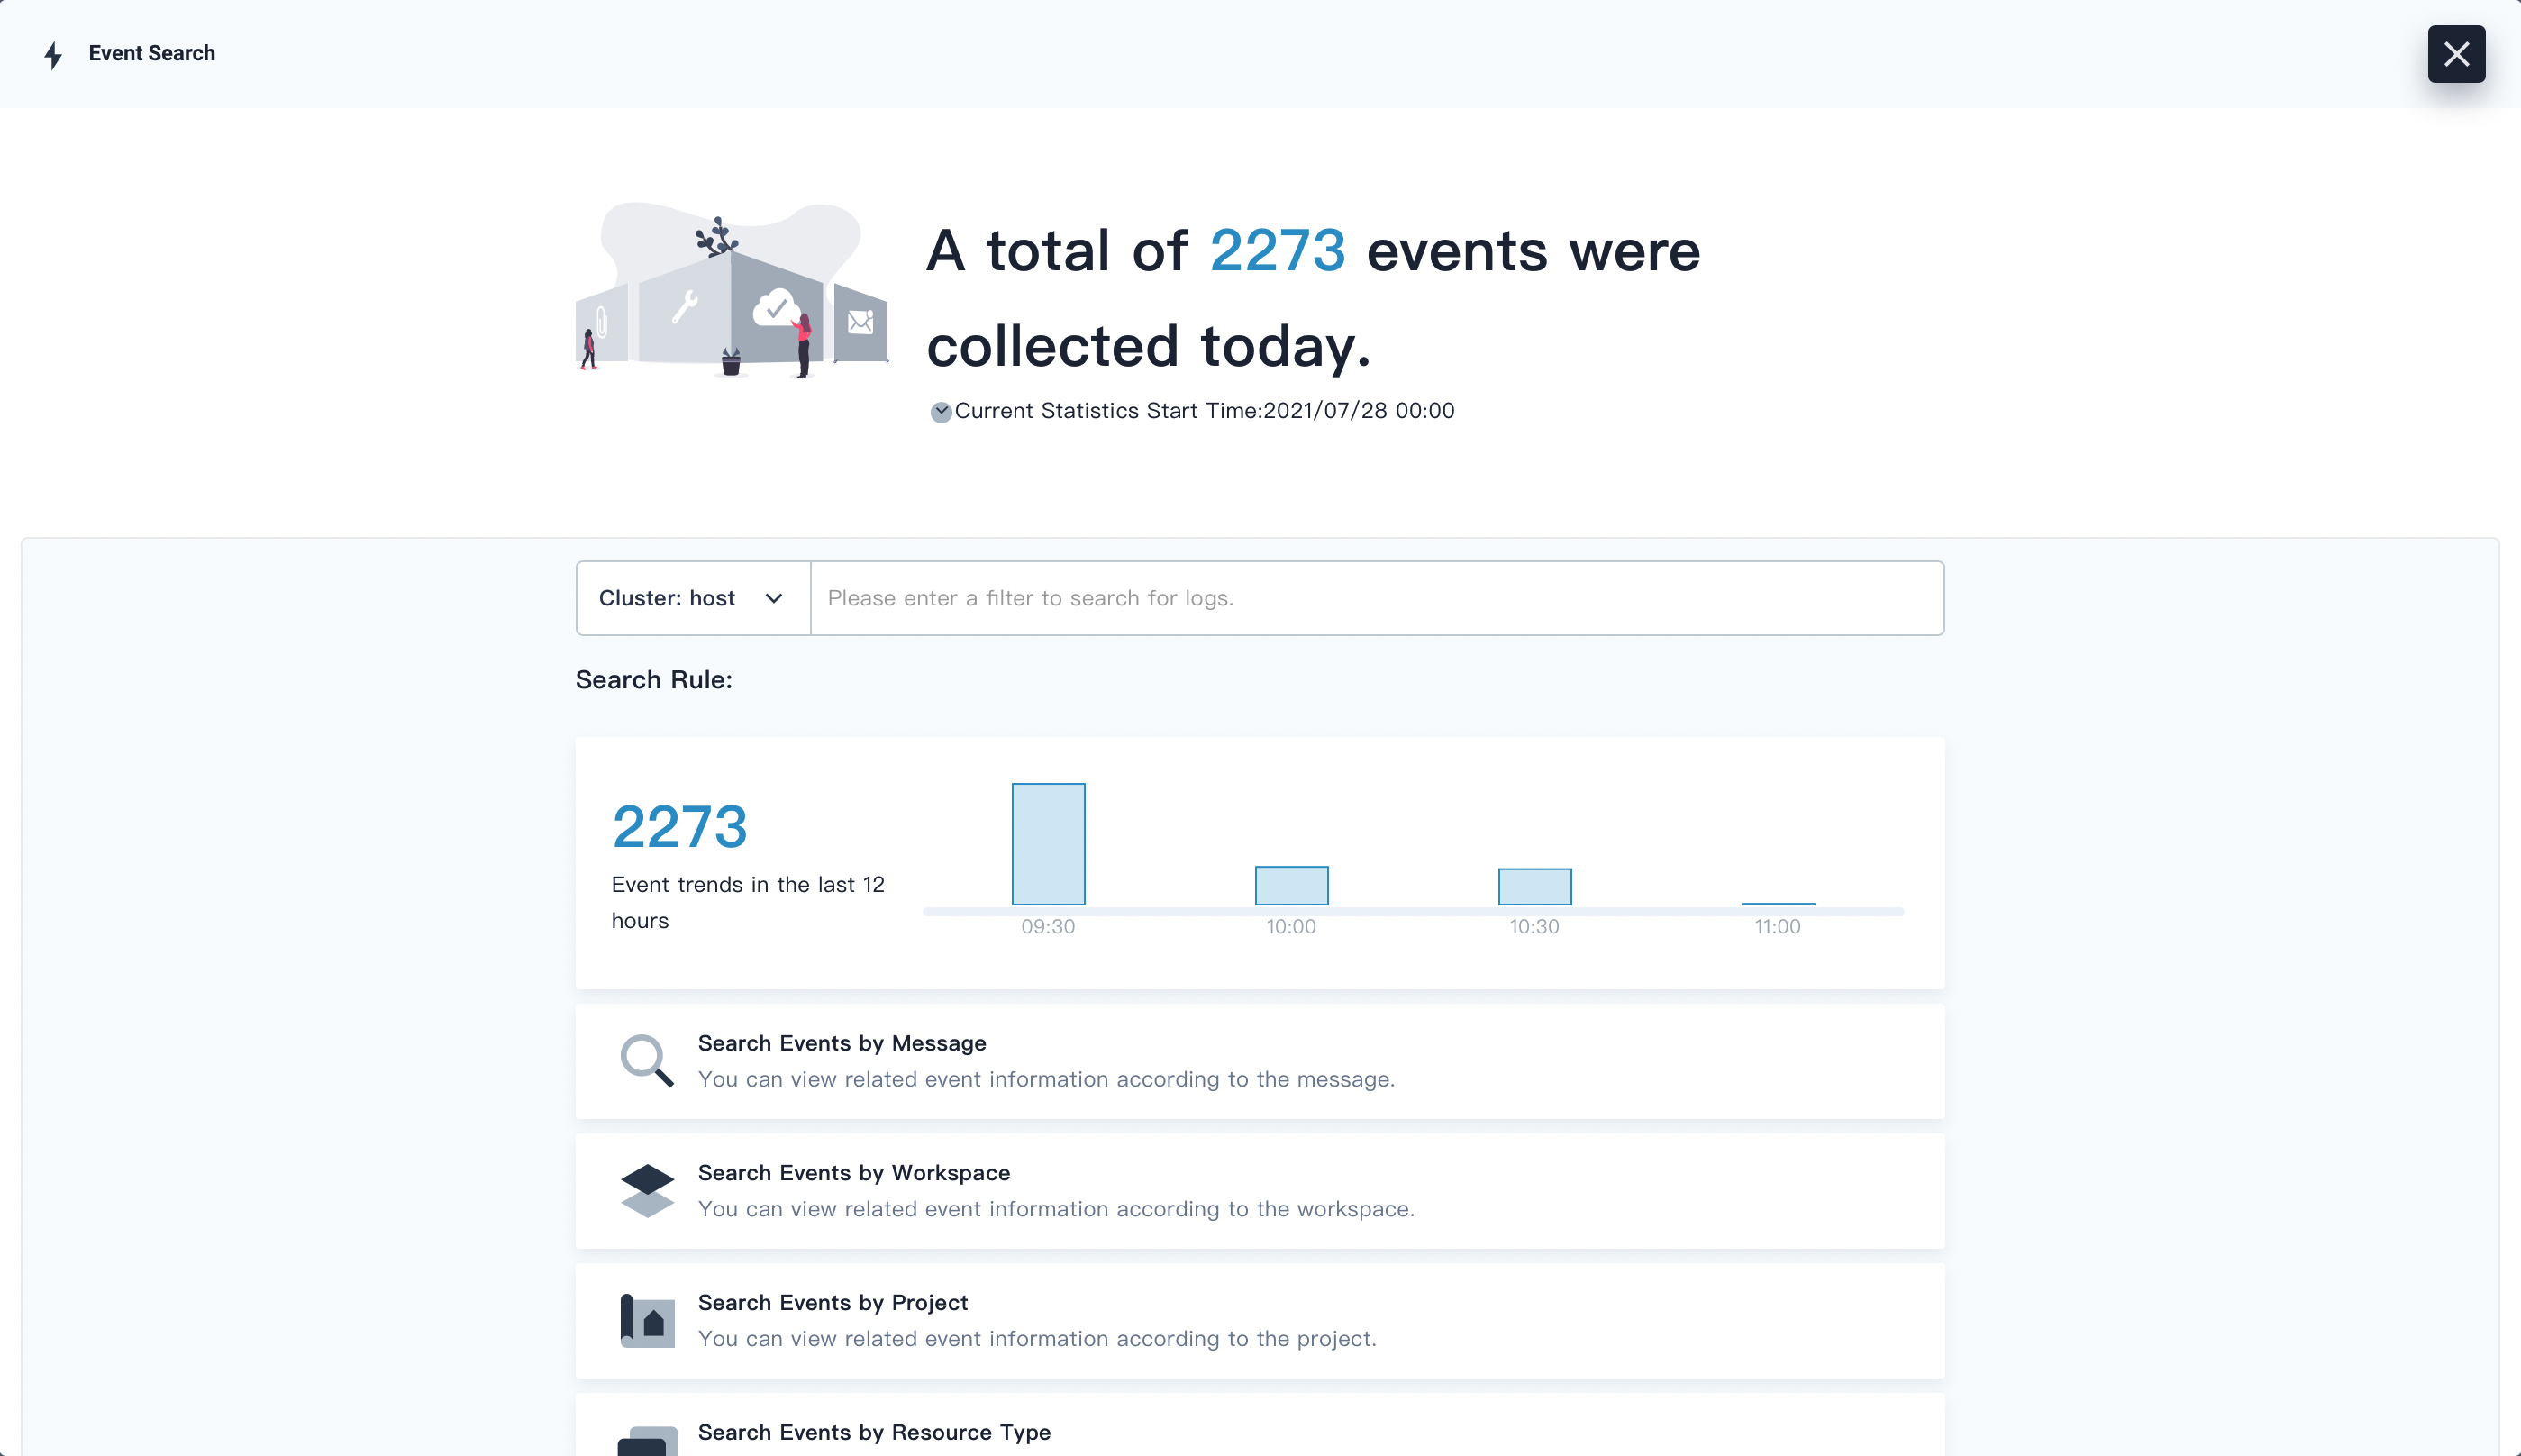 Event Search
A total of 2273 events were
collected today.
Current Statistics Start Time:2021/07/28 00:00
Cluster: host
Please enter a filter to search for logs.
Search Rule:
2273
Event trends in the last 12
hours
09:30
10:00
10:30
11:00
Search Events by Message
You can view related event information according to the message.
Search Events by Workspace
You can view related event information according to the workspace.
Search Events by Project
You can view related event information according to the project.
Search Events by Resource Type